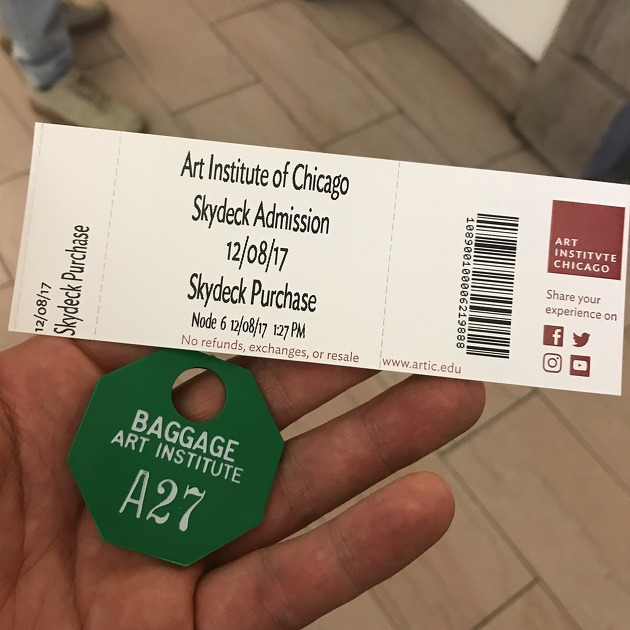 12/08/17
Skydeck Purchase
Art Institute of Chicago
Skydeck Admission
12/08/17
Skydeck Purchase
Node 6 12/08/17 1:27 PM
No refunds, exchanges, or resale
www.artic.edu
10890010000621988​8
ART
INSTITVTE
CHICAGO
Share your
experience on
BAGGAGE
ART INSTITUTE
A27